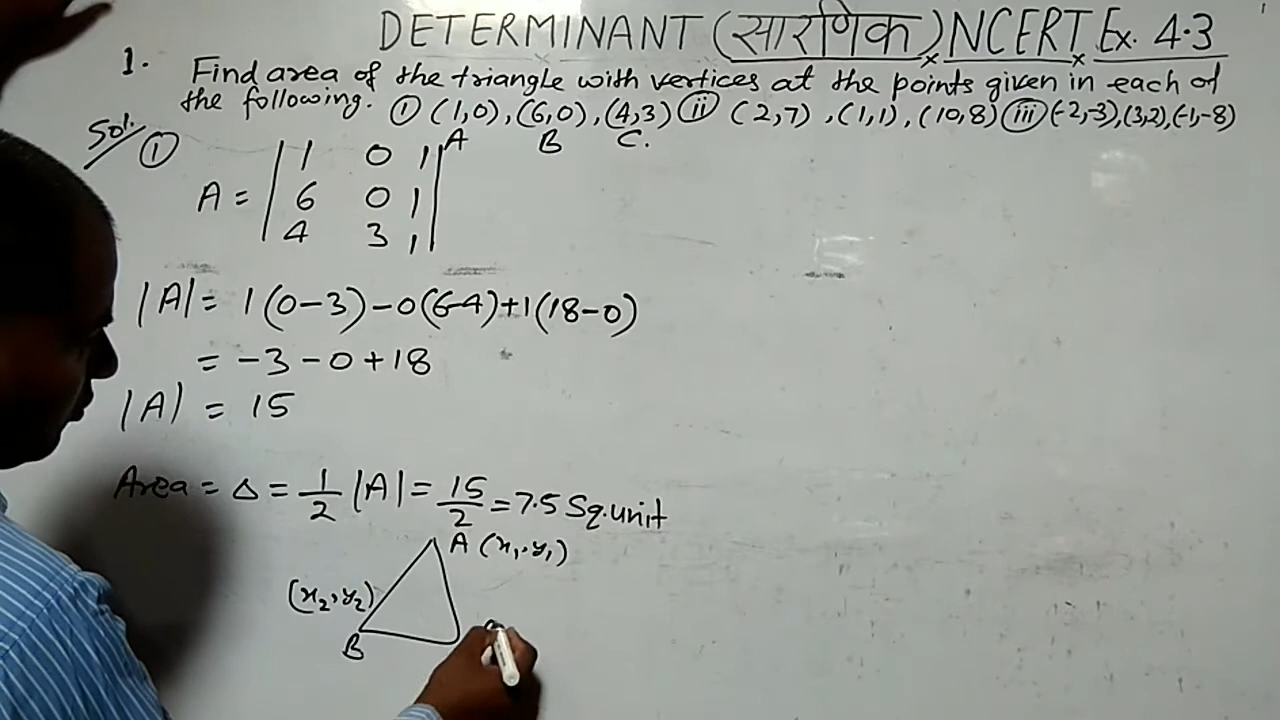 DETERMINANT (सारणिक) NCERT Ex. 4.3
1. Find area of the triangle with vertices at the points given in each of
the following. (i) (1,0), (6,0), (4,3) (ii) (2,7), (1,1), (10,8) (iii) (-2,-3), (3,2), (-1,-8)
A B C.
Sol. (i)
A = | 1 0 1 |
| 6 0 1 |
| 4 3 1 |
|A| = 1(0-3)-0(6-4)+1(18-0)
= -3-0+18
|A| = 15
Area = Δ = 1/2 |A| = 15/2 = 7.5 Sq.unit
A (x₁,y₁)
(x₂,y₂)
B